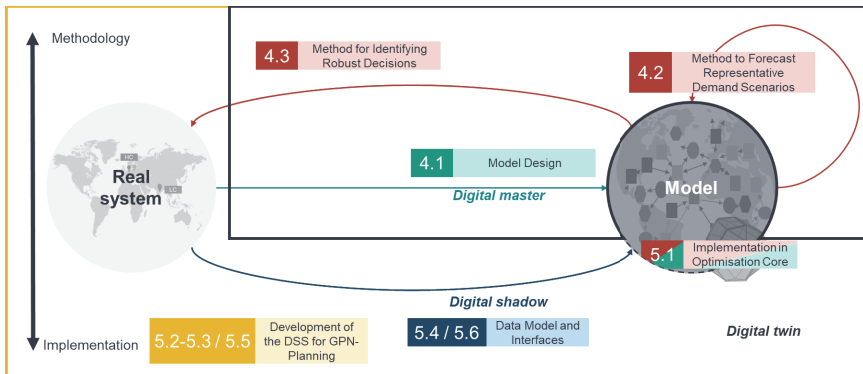 Methodology
4.3
Method for Identifying
Robust Decisions
4.2
Method to Forecast
Representative
Demand Scenarios
HC
LC
Real
system
4.1
Model Design
Digital master
Model
5.1
Implementation in
Optimisation Core
Digital shadow
Implementation
5.2-5.3 / 5.5
Development of
the DSS for GPN-
Planning
5.4 / 5.6
Data Model and
Interfaces
Digital twin